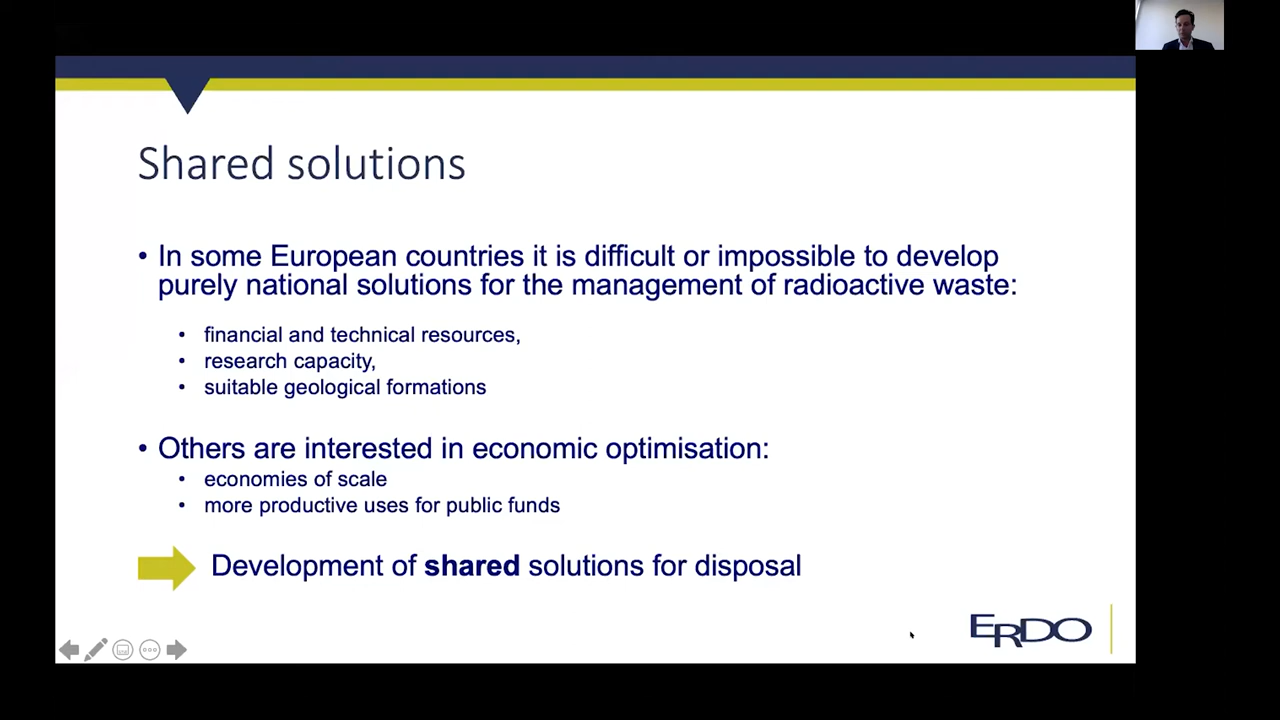 Shared solutions
• In some European countries it is difficult or impossible to develop
purely national solutions for the management of radioactive waste:
• financial and technical resources,
• research capacity,
• suitable geological formations
• Others are interested in economic optimisation:
• economies of scale
• more productive uses for public funds
Development of shared solutions for disposal
ERDO